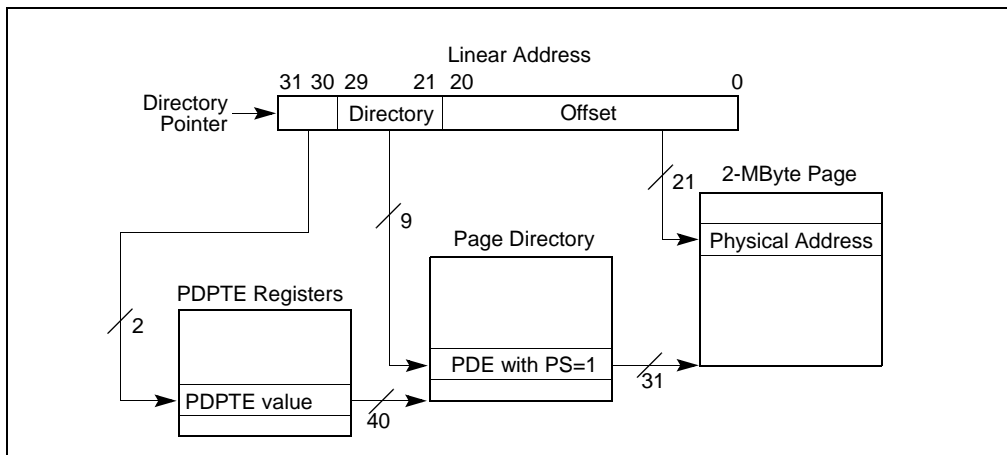 Linear Address
31 30 29 21 20 0
Directory
Pointer
Directory
Offset
21
2-MByte Page
Physical Address
9
Page Directory
PDPTE Registers
2
PDE with PS=1
31
PDPTE value
40